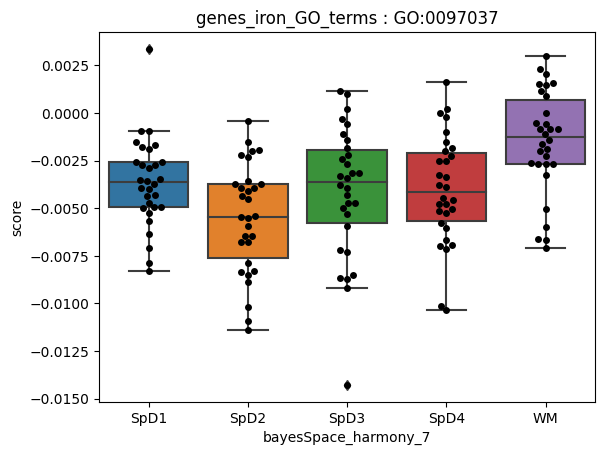 genes_iron_GO_terms : GO:0097037
0.0025
0.0000
−0.0025
−0.0050
−0.0075
−0.0100
−0.0125
−0.0150
score
SpD1 SpD2 SpD3 SpD4 WM
bayesSpace_harmony_7